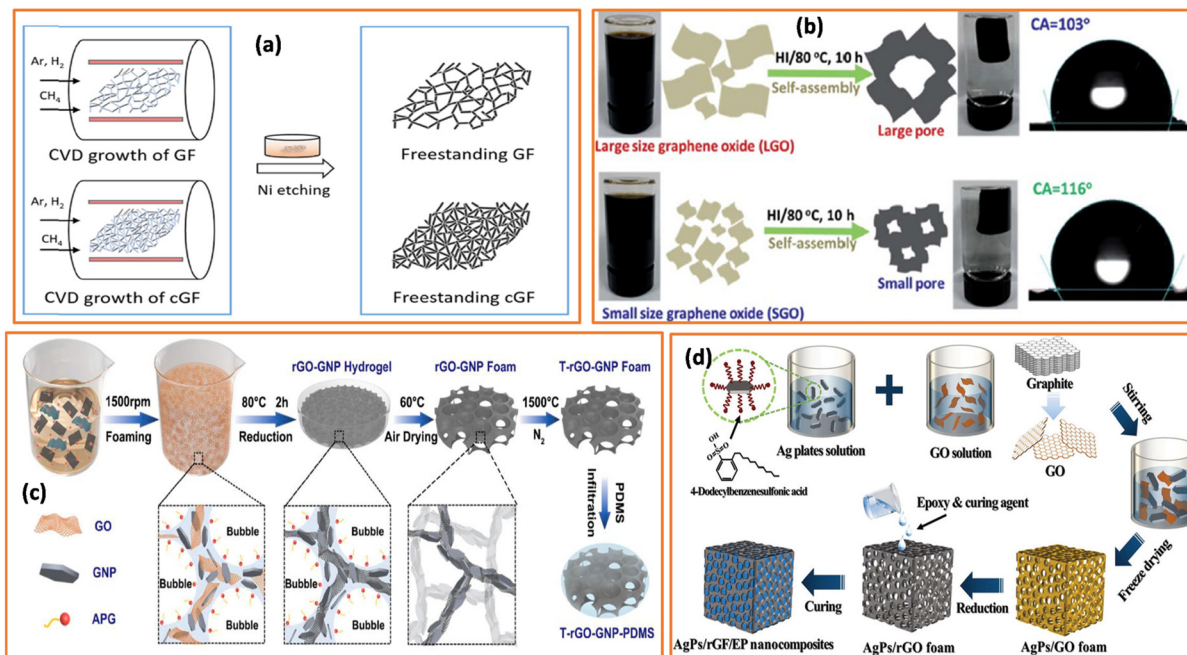 (a)
Ar, H2
CH4
CVD growth of GF
Ar, H2
CH4
CVD growth of cGF
Ni etching
Freestanding GF
Freestanding cGF
(b)
HI/80 °C, 10 h
Self-assembly
Large size graphene oxide (LGO)
Large pore
CA=103°
HI/80 °C, 10 h
Self-assembly
Small size graphene oxide (SGO)
Small pore
CA=116°
(c)
1500rpm
Foaming
80°C 2h
Reduction
rGO-GNP Hydrogel
60°C
Air Drying
rGO-GNP Foam
1500°C
N2
T-rGO-GNP Foam
PDMS
Infiltration
T-rGO-GNP-PDMS
GO
GNP
APG
Bubble
Bubble
Bubble
Bubble
Bubble
Bubble
(d)
OH
O=S=O
4-Dodecylbenzenesulfonic acid
Ag plates solution
+
GO solution
Graphite
GO
Stirring
Freeze drying
AgPs/GO foam
Reduction
Epoxy & curing agent
AgPs/rGO foam
Curing
AgPs/rGF/EP nanocomposites